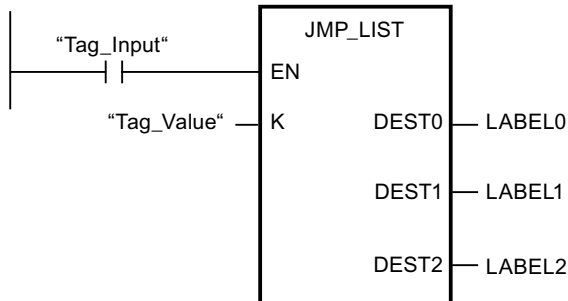 JMP_LIST
“Tag_Input“
EN
“Tag_Value“ K DEST0 LABEL0
DEST1 LABEL1
DEST2 LABEL2